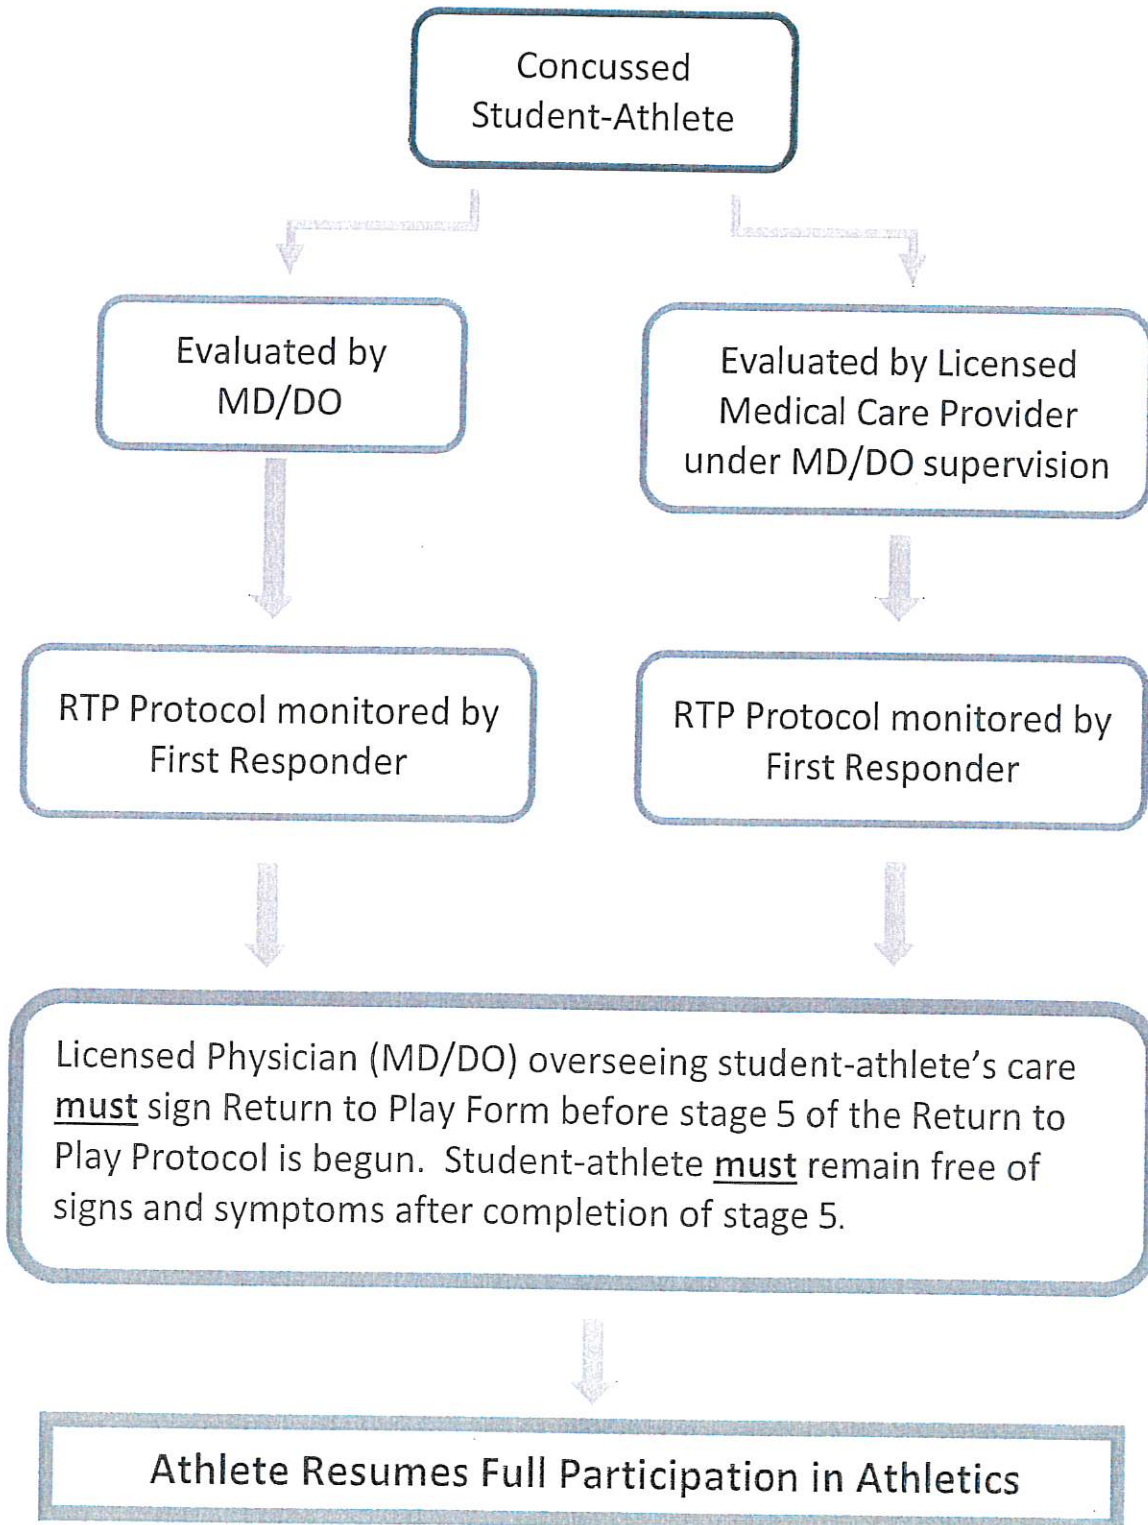 Concussed
Student-Athlete
Evaluated by
MD/DO
Evaluated by Licensed
Medical Care Provider
under MD/DO supervision
RTP Protocol monitored by
First Responder
RTP Protocol monitored by
First Responder
Licensed Physician (MD/DO) overseeing student-athlete's care
must sign Return to Play Form before stage 5 of the Return to
Play Protocol is begun. Student-athlete must remain free of
signs and symptoms after completion of stage 5.
Athlete Resumes Full Participation in Athletics